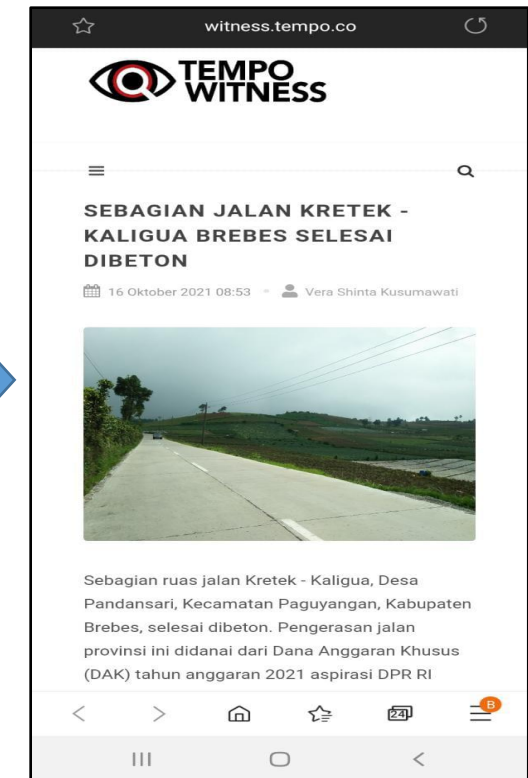 witness.tempo.co
TEMPO
WITNESS
SEBAGIAN JALAN KRETEK -
KALIGUA BREBES SELESAI
DIBETON
16 Oktober 2021 08:53 Vera Shinta Kusumawati
Sebagian ruas jalan Kretek - Kaligua, Desa
Pandansari, Kecamatan Paguyangan, Kabupaten
Brebes, selesai dibeton. Pengerasan jalan
provinsi ini didanai dari Dana Anggaran Khusus
(DAK) tahun anggaran 2021 aspirasi DPR RI
24
B